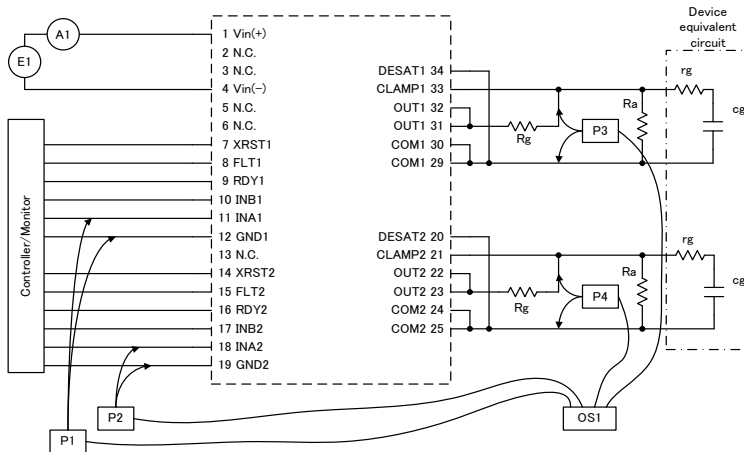 Device
equivalent
circuit
A1
E1
1 Vin(+)
2 N.C.
3 N.C.
4 Vin(-)
5 N.C.
6 N.C.
7 XRST1
8 FLT1
9 RDY1
10 INB1
11 INA1
12 GND1
13 N.C.
14 XRST2
15 FLT2
16 RDY2
17 INB2
18 INA2
19 GND2
Controller/Monitor
DESAT1 34
CLAMP1 33
OUT1 32
OUT1 31
COM1 30
COM1 29
DESAT2 20
CLAMP2 21
OUT2 22
OUT2 23
COM2 24
COM2 25
Rg
P3
Ra
rg
cg
Rg
P4
Ra
rg
cg
P2
P1
OS1